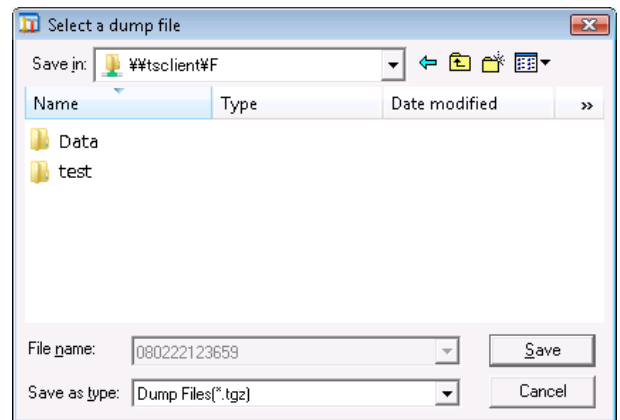 Select a dump file
Save in: ¥¥tsclient¥F
Name Type Date modified »
Data
test
File name: 080222123659 Save
Save as type: Dump Files(*.tgz) Cancel